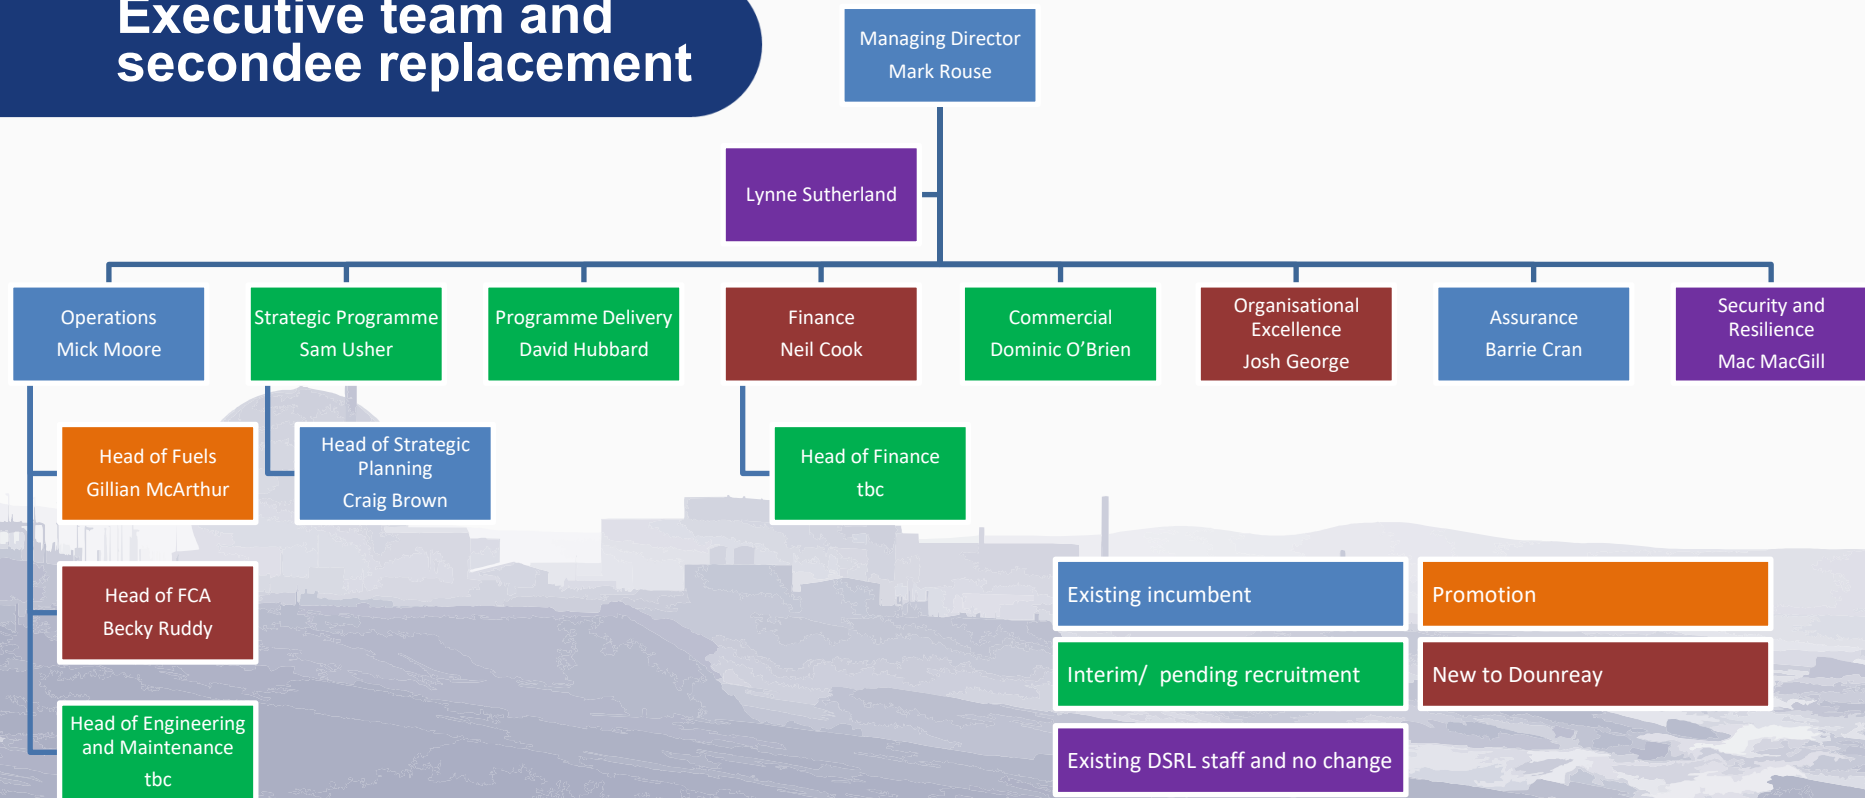 Executive team and
secondee replacement
Managing Director
Mark Rouse
Lynne Sutherland
Operations
Mick Moore
Strategic Programme
Sam Usher
Programme Delivery
David Hubbard
Finance
Neil Cook
Commercial
Dominic O’Brien
Organisational
Excellence
Josh George
Assurance
Barrie Cran
Security and
Resilience
Mac MacGill
Head of Fuels
Gillian McArthur
Head of Strategic
Planning
Craig Brown
Head of Finance
tbc
Head of FCA
Becky Ruddy
Head of Engineering
and Maintenance
tbc
Existing incumbent
Promotion
Interim/ pending recruitment
New to Dounreay
Existing DSRL staff and no change